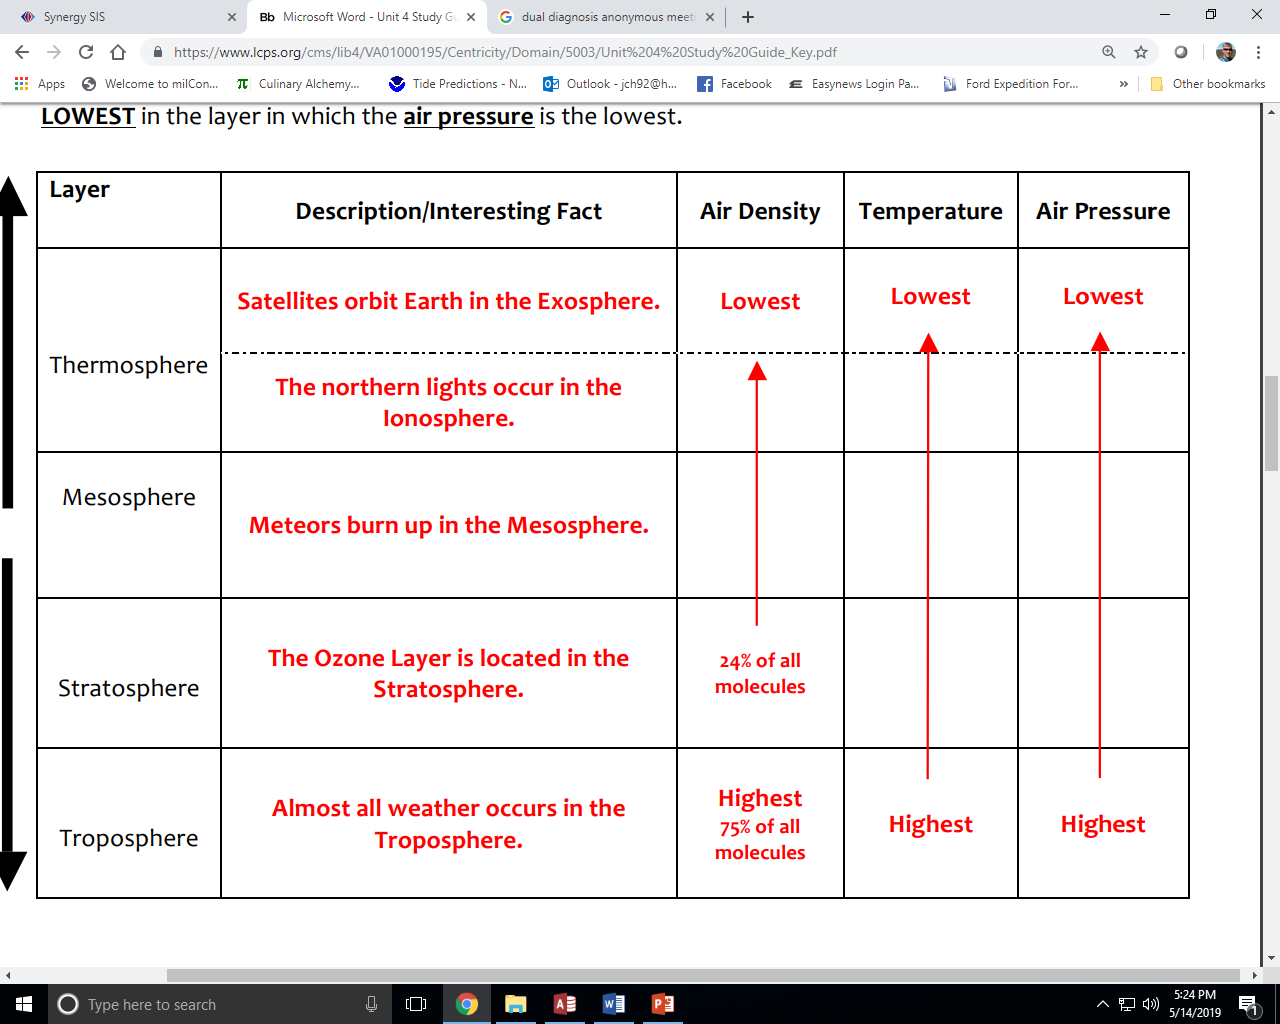 Synergy SIS
Bb Microsoft Word - Unit 4 Study Gu
dual diagnosis anonymous meeti
https://www.lcps.org/cms/lib4/VA01000195/Centricity/Domain/5003/Unit%204%20Study%20Guide_Key.pdf
Apps Welcome to milCon... Culinary Alchemy... Tide Predictions - N... Outlook - jch92@h... Facebook Easynews Login Pa... Ford Expedition For... » Other bookmarks
LOWEST in the layer in which the air pressure is the lowest.
Layer Description/Interesting Fact Air Density Temperature Air Pressure
Thermosphere
Satellites orbit Earth in the Exosphere. Lowest Lowest Lowest
The northern lights occur in the
Ionosphere.
Mesosphere
Meteors burn up in the Mesosphere.
Stratosphere
The Ozone Layer is located in the
Stratosphere.
24% of all
molecules
Troposphere
Almost all weather occurs in the
Troposphere.
Highest
75% of all
molecules
Highest
Highest
Type here to search
5:24 PM
5/14/2019
1